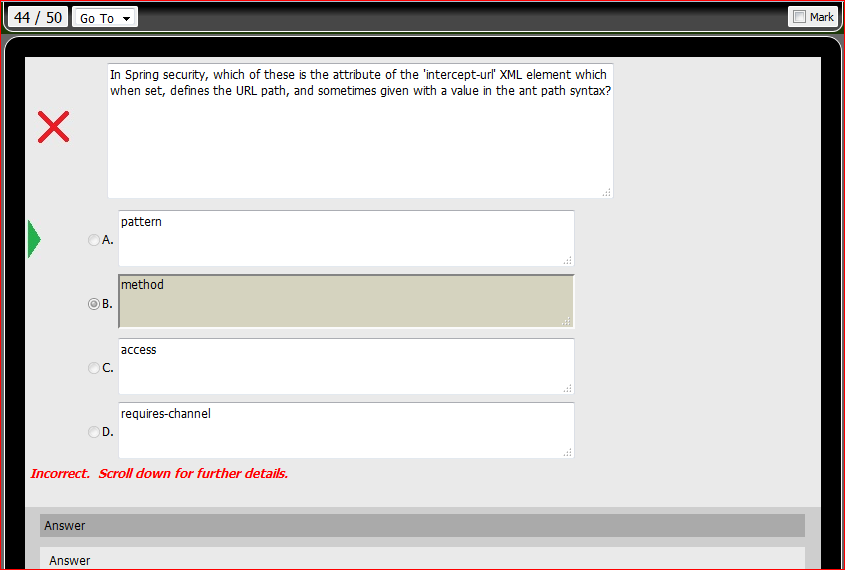 44 / 50 Go To Mark
In Spring security, which of these is the attribute of the 'intercept-url' XML element which
when set, defines the URL path, and sometimes given with a value in the ant path syntax?
A. pattern
B. method
C. access
D. requires-channel
Incorrect. Scroll down for further details.
Answer
Answer